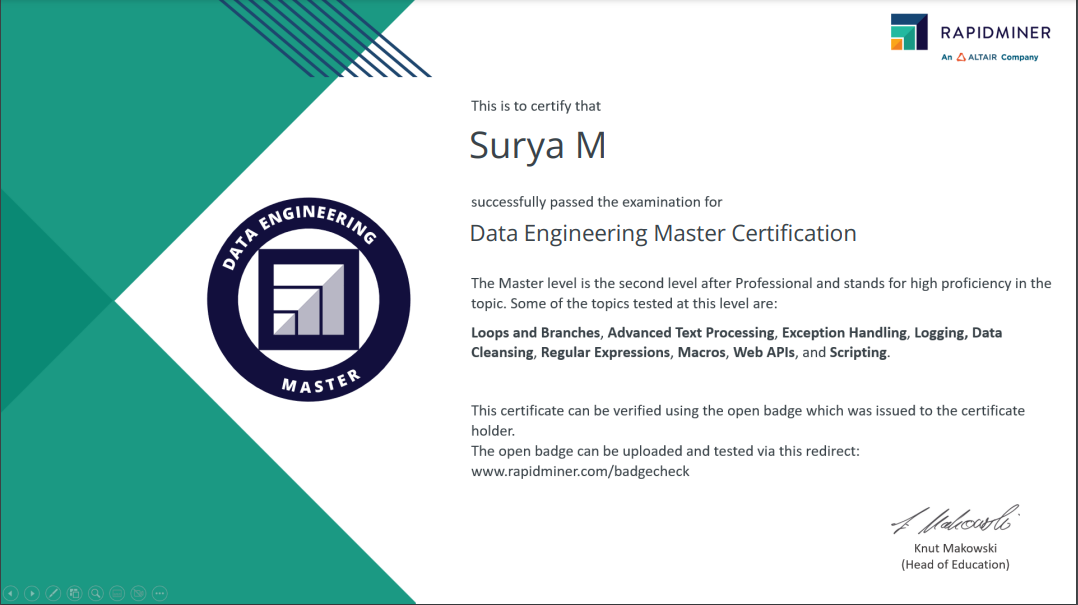 RAPIDMINER
An ALTAIR Company
This is to certify that
Surya M
successfully passed the examination for
Data Engineering Master Certification
DATA ENGINEERING
MASTER
The Master level is the second level after Professional and stands for high proficiency in the
topic. Some of the topics tested at this level are:
Loops and Branches, Advanced Text Processing, Exception Handling, Logging, Data
Cleansing, Regular Expressions, Macros, Web APIs, and Scripting.
This certificate can be verified using the open badge which was issued to the certificate
holder.
The open badge can be uploaded and tested via this redirect:
www.rapidminer.com/badgecheck
Knut Makowski
(Head of Education)